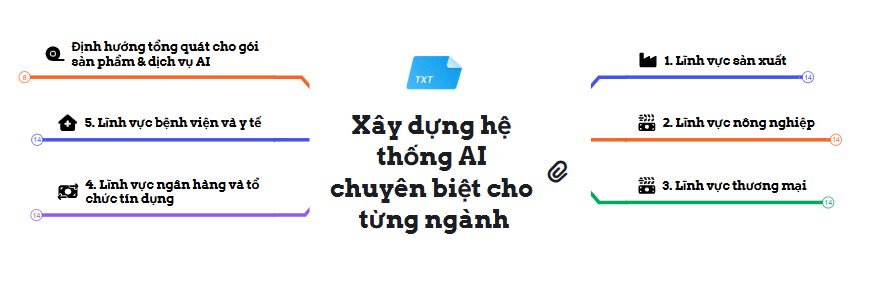 Định hướng tổng quát cho gói
sản phẩm & dịch vụ AI
8
5. Lĩnh vực bệnh viện và y tế
14
4. Lĩnh vực ngân hàng và tổ
chức tín dụng
14
TXT
Xây dựng hệ
thống AI
chuyên biệt cho
từng ngành
1. Lĩnh vực sản xuất
14
2. Lĩnh vực nông nghiệp
14
3. Lĩnh vực thương mại
14